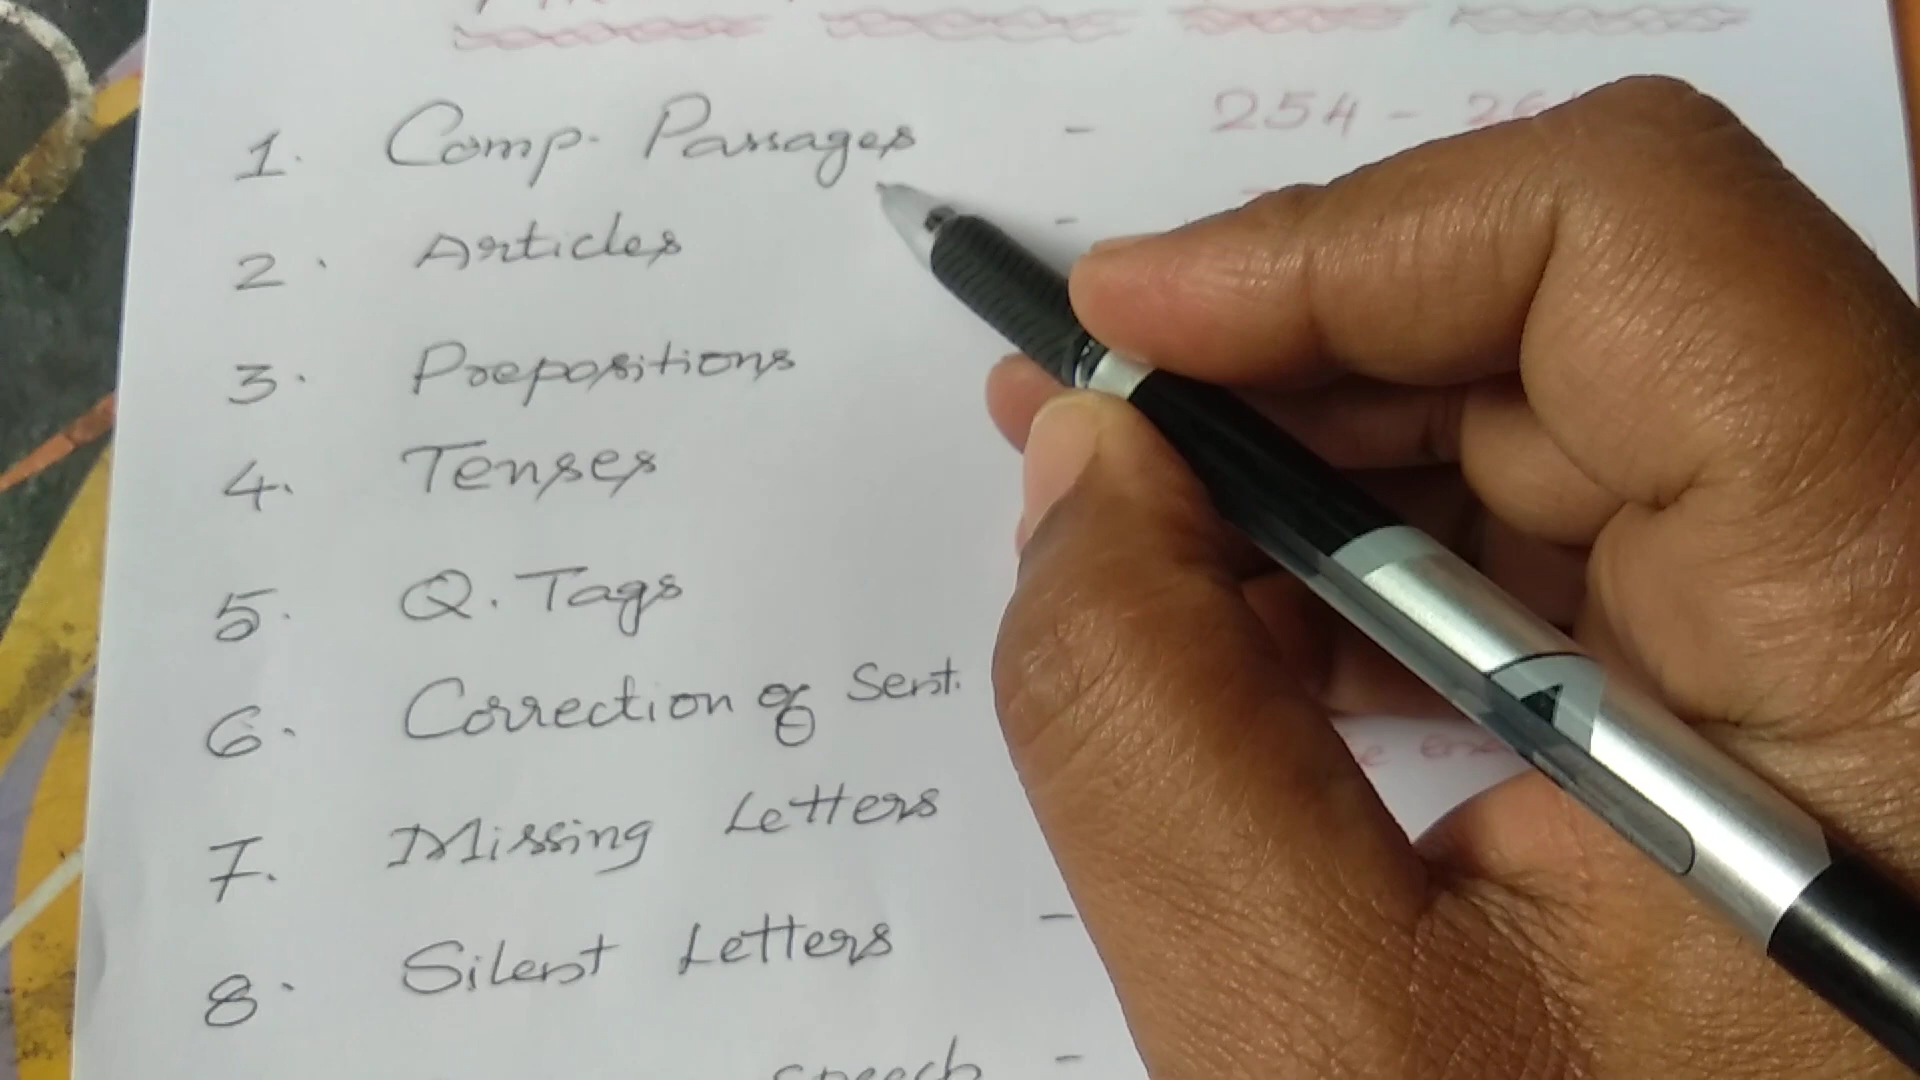 1. Comp. Passages - 254 -
2. Articles -
3. Prepositions
4. Tenses
5. Q. Tags
6. Correction of Sent.
7. Missing Letters
8. Silent Letters -
speech -